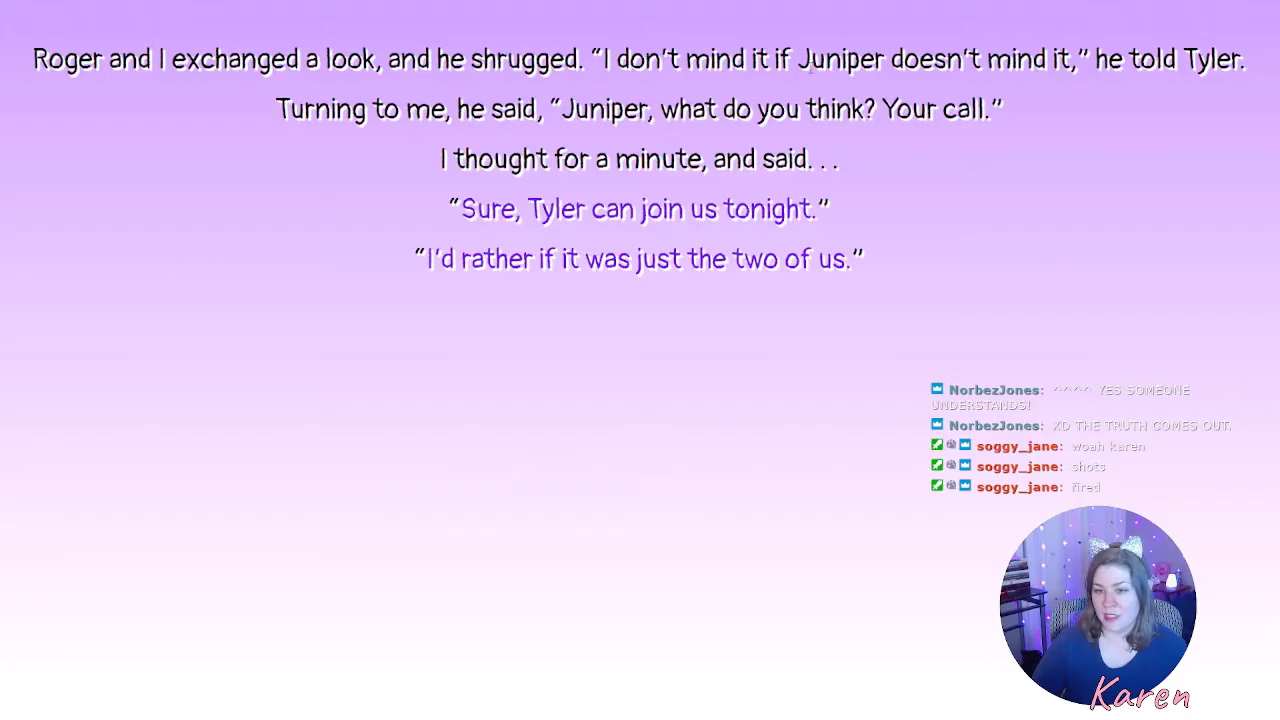 Roger and I exchanged a look, and he shrugged. “I don’t mind it if Juniper doesn’t mind it,” he told Tyler.
Turning to me, he said, “Juniper, what do you think? Your call.”
I thought for a minute, and said. . .
“Sure, Tyler can join us tonight.”
“I’d rather if it was just the two of us.”
NorbezJones: ^^^^ YES SOMEONE
UNDERSTANDS!
NorbezJones: XD THE TRUTH COMES OUT.
soggy_jane: woah karen
soggy_jane: shots
soggy_jane: fired
Karen